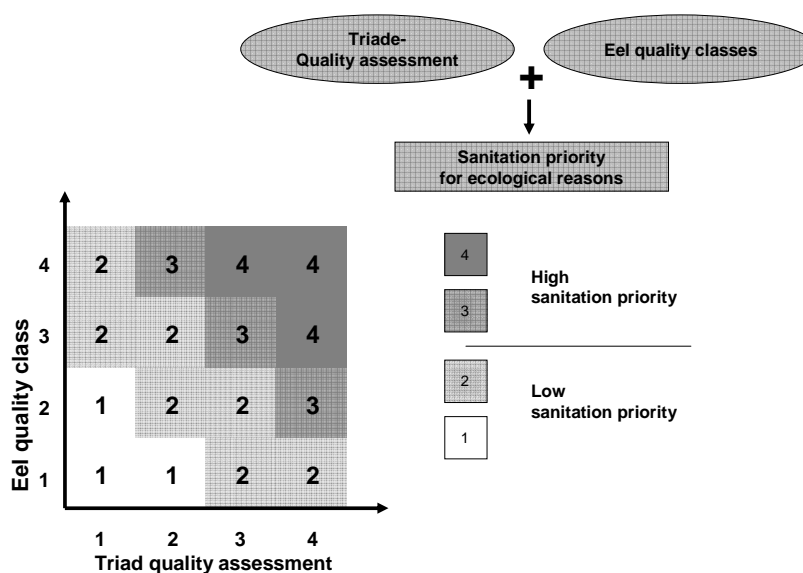 Triade-
Quality assessment
Eel quality classes
+
Sanitation priority
for ecological reasons
Eel quality class
4 2 3 4 4
3 2 2 3 4
2 1 2 2 3
1 1 1 2 2
1 2 3 4
Triad quality assessment
4
3
High
sanitation priority
2
1
Low
sanitation priority